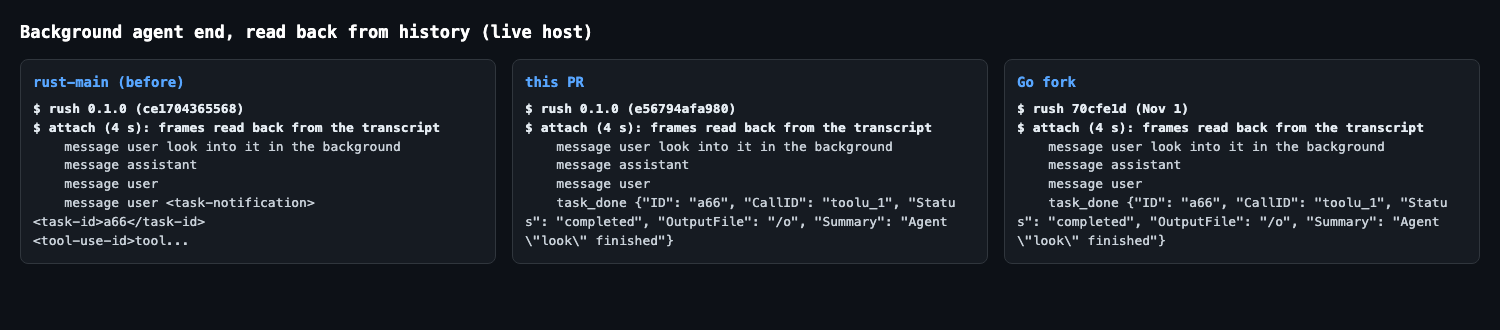 Background agent end, read back from history (live host)
rust-main (before)
$ rush 0.1.0 (ce1704365568)
$ attach (4 s): frames read back from the transcript
message user look into it in the background
message assistant
message user
message user <task-notification>
<task-id>a66</task-id>
<tool-use-id>tool...
this PR
$ rush 0.1.0 (e56794afa980)
$ attach (4 s): frames read back from the transcript
message user look into it in the background
message assistant
message user
task_done {"ID": "a66", "CallID": "toolu_1", "Statu
s": "completed", "OutputFile": "/o", "Summary": "Agent
\"look\" finished"}
Go fork
$ rush 70cfe1d (Nov 1)
$ attach (4 s): frames read back from the transcript
message user look into it in the background
message assistant
message user
task_done {"ID": "a66", "CallID": "toolu_1", "Statu
s": "completed", "OutputFile": "/o", "Summary": "Agent
\"look\" finished"}